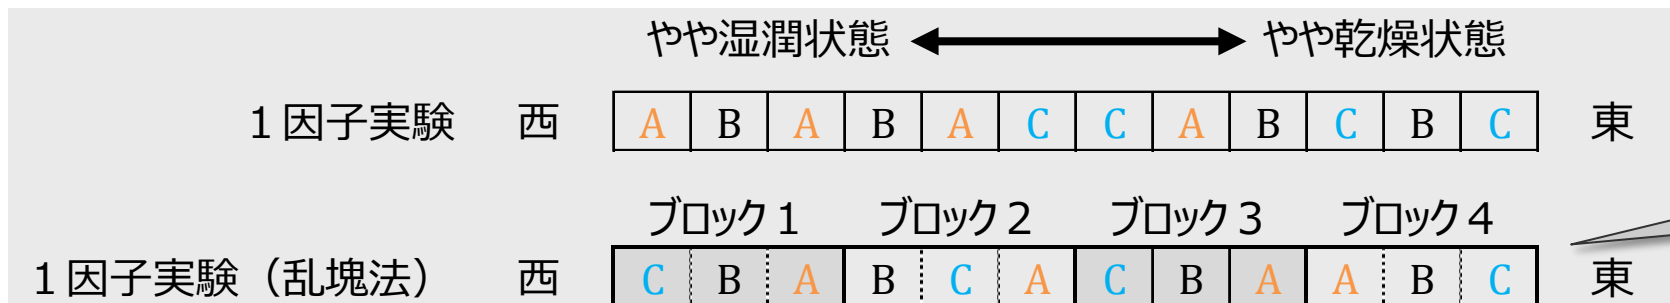 やや湿潤状態 やや乾燥状態
１因子実験 西 A B A B A C C A B C B C 東
ブロック１ ブロック２ ブロック３ ブロック４
１因子実験（乱塊法） 西 C B A B C A C B A A B C 東